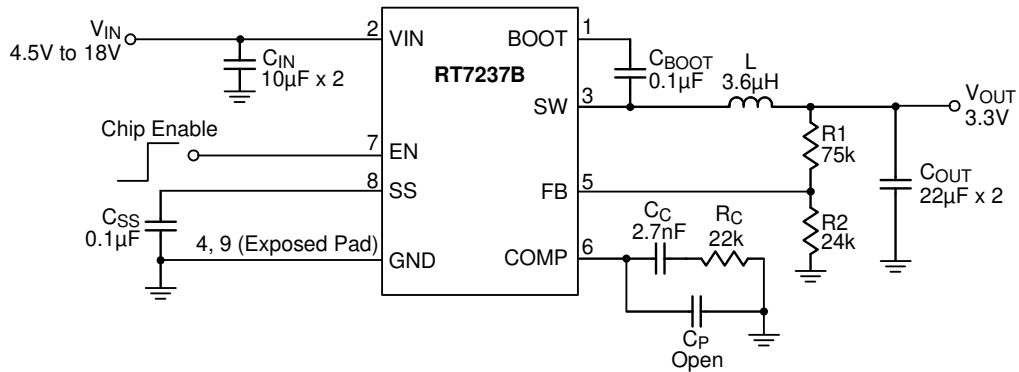 VIN
4.5V to 18V
2
VIN
CIN
10µF x 2
RT7237B
BOOT
1
CBOOT
0.1µF
L
3.6µH
SW
3
VOUT
3.3V
Chip Enable
7
EN
R1
75k
COUT
22µF x 2
8
SS
FB
5
CSS
0.1µF
R2
24k
4, 9 (Exposed Pad)
GND
COMP
6
CC
2.7nF
RC
22k
CP
Open